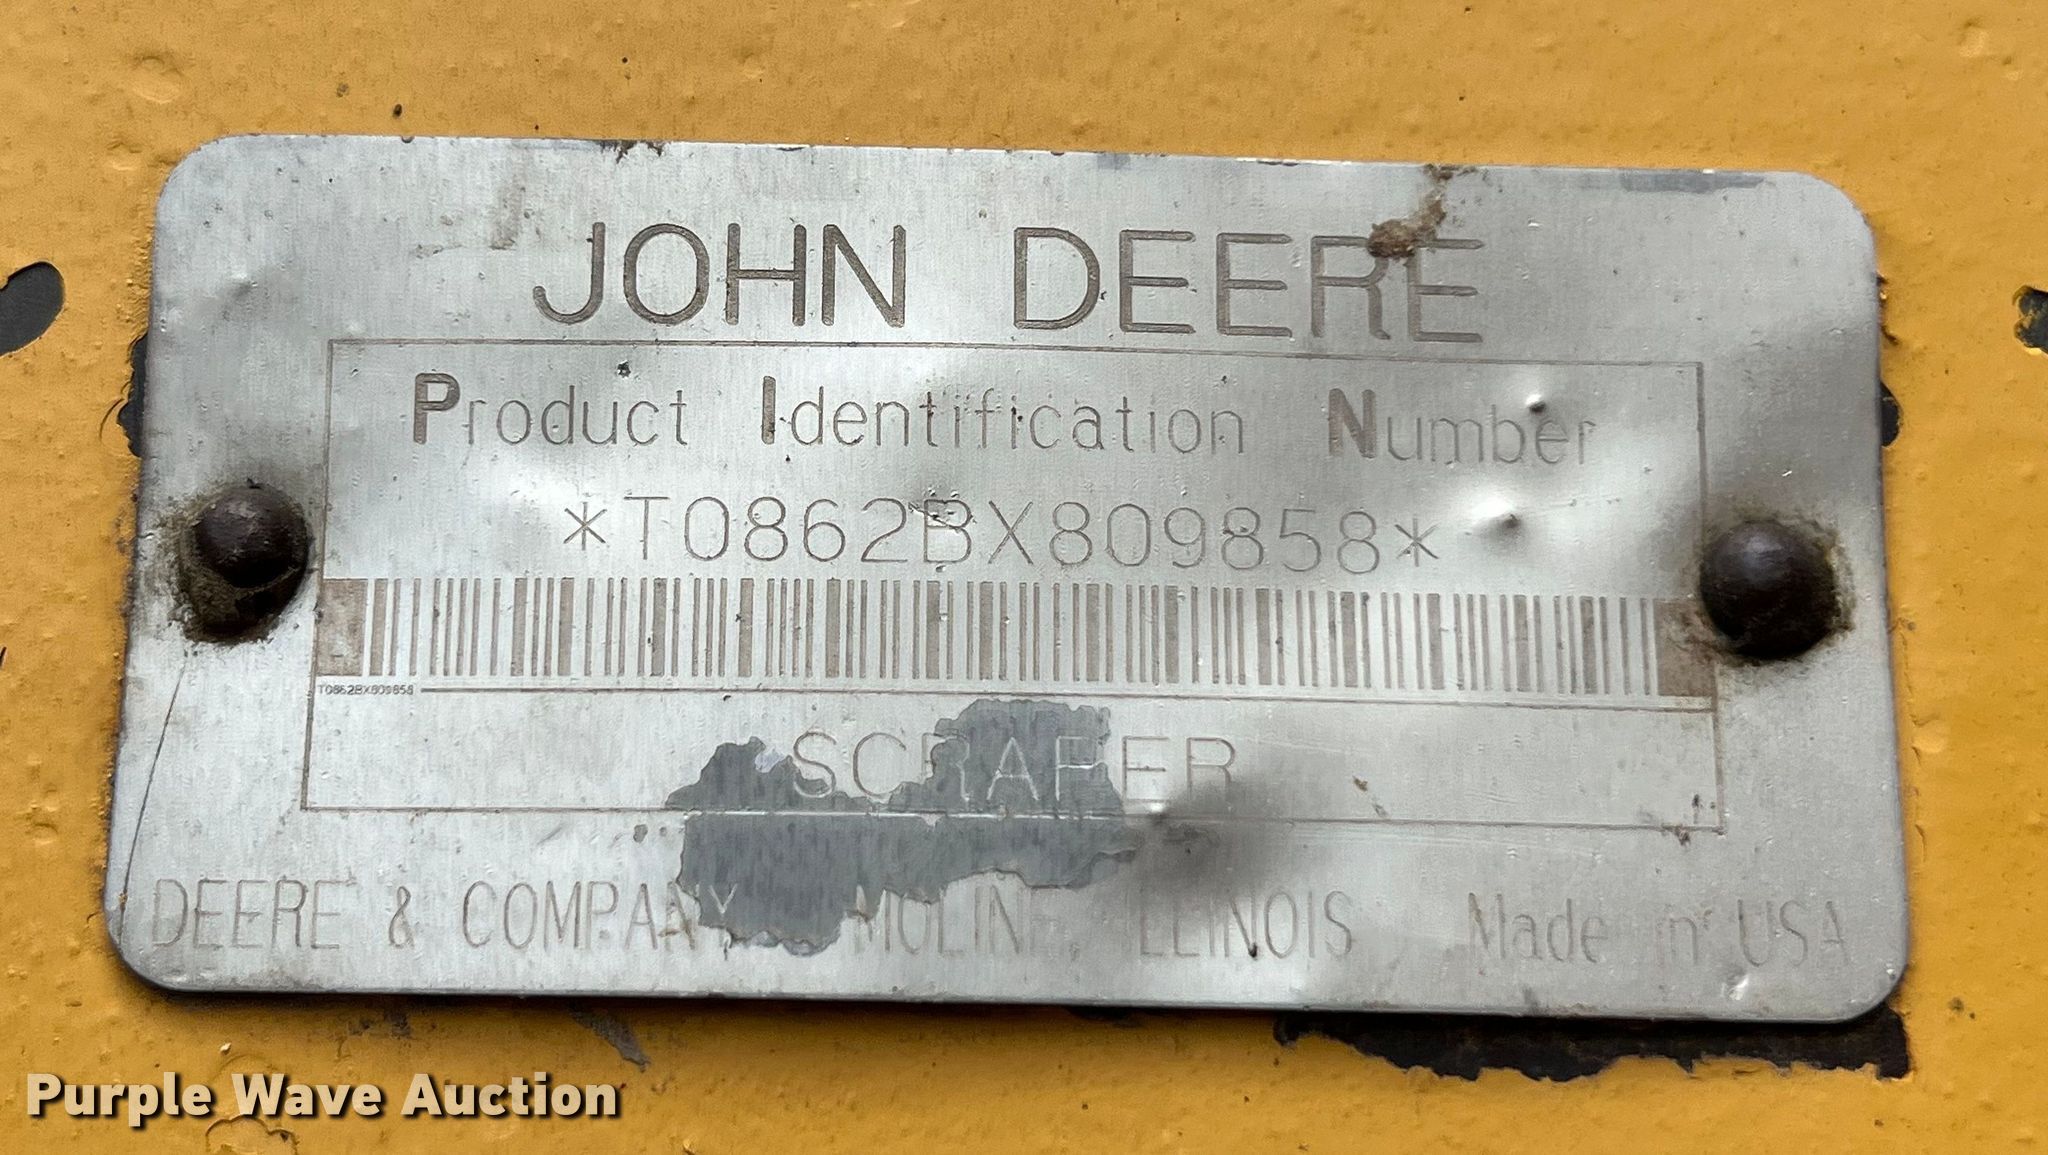 JOHN DEERE
Product Identification Number
*T0862BX809858*
T0862BX809858
SCRAPER
DEERE & COMPANY MOLINE, ILLINOIS Made in USA
Purple Wave Auction